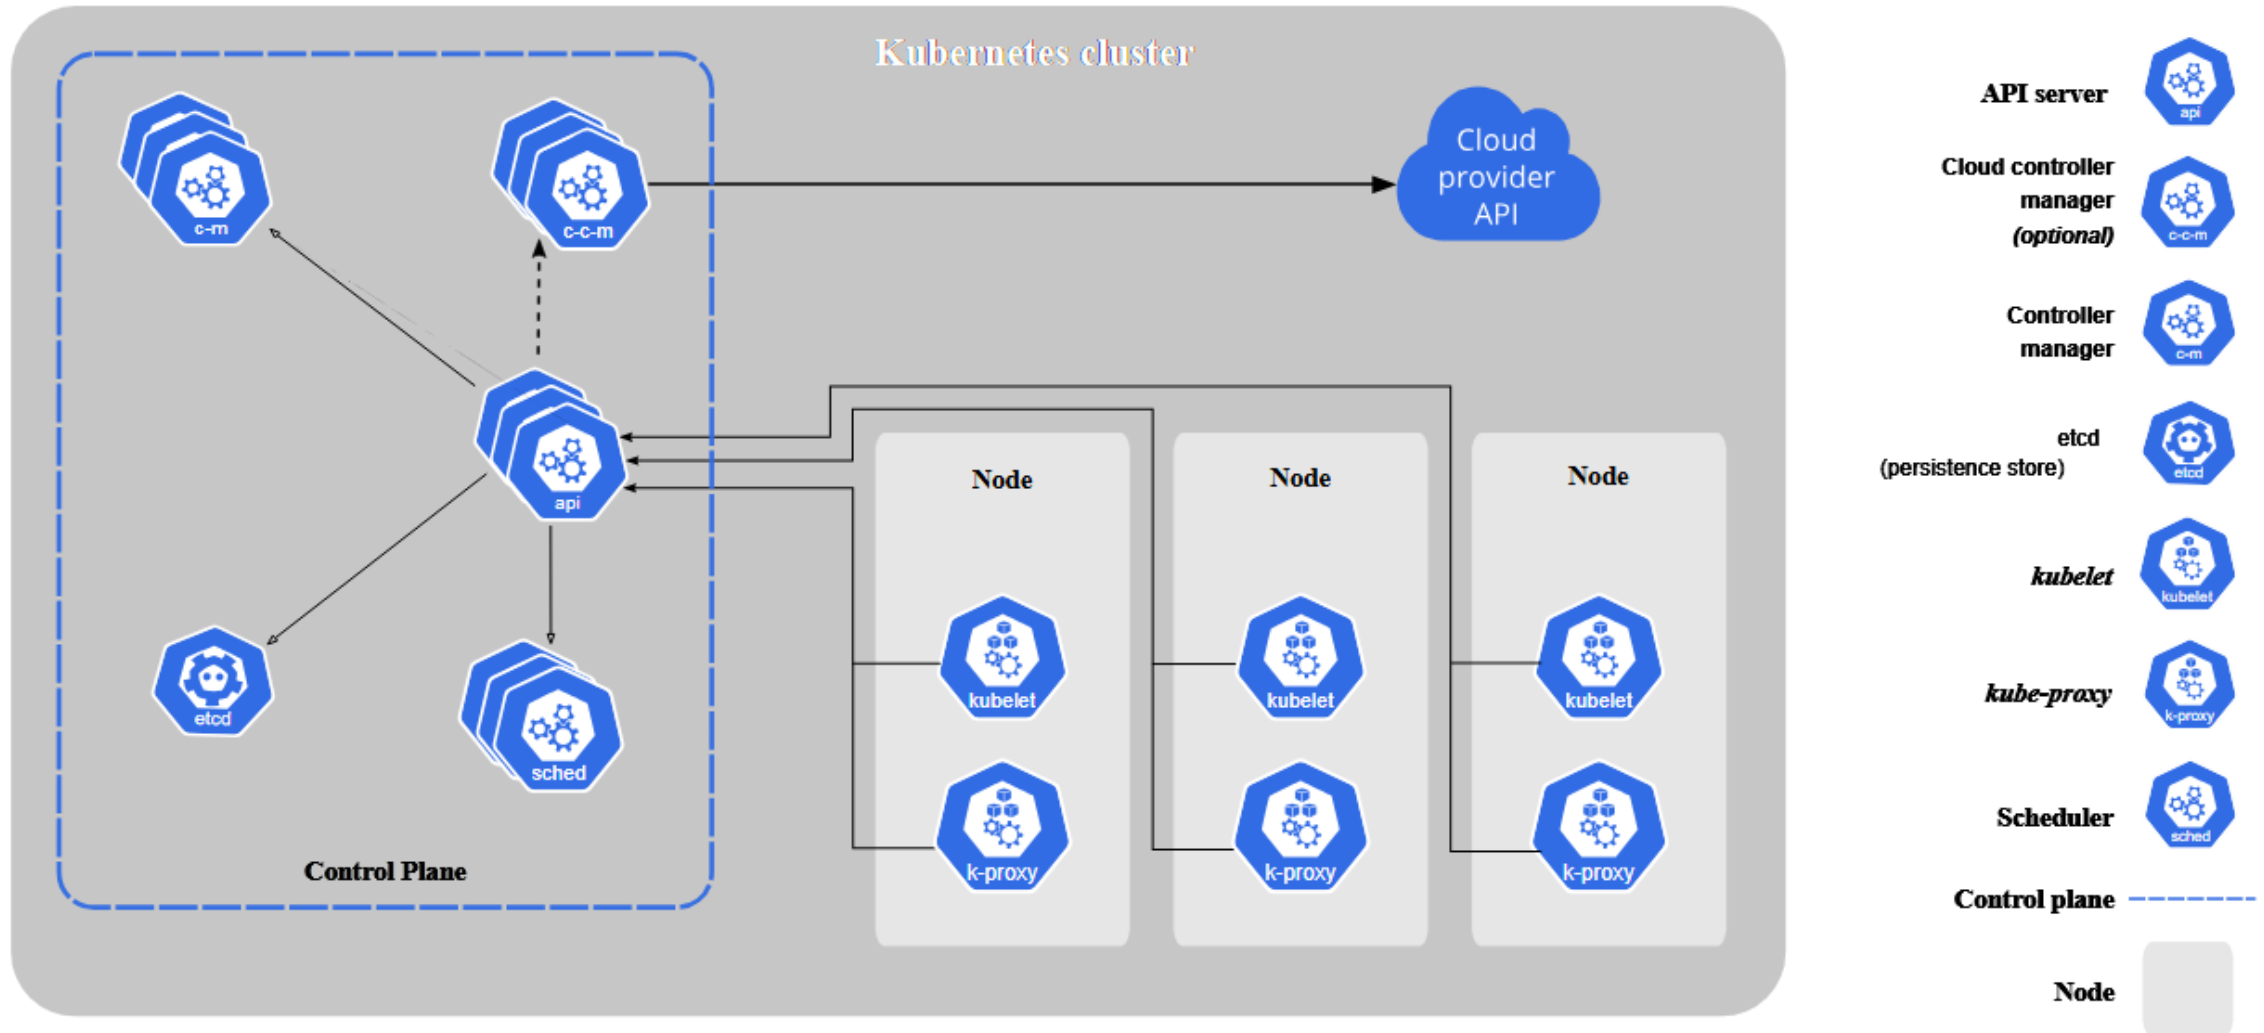 Kubernetes cluster
c-m
c-c-m
Cloud
provider
API
api
etcd
sched
Control Plane
Node
kubelet
k-proxy
Node
kubelet
k-proxy
Node
kubelet
k-proxy
API server
api
Cloud controller
manager
(optional)
c-c-m
Controller
manager
c-m
etcd
(persistence store)
etcd
kubelet
kubelet
kube-proxy
k-proxy
Scheduler
sched
Control plane
Node